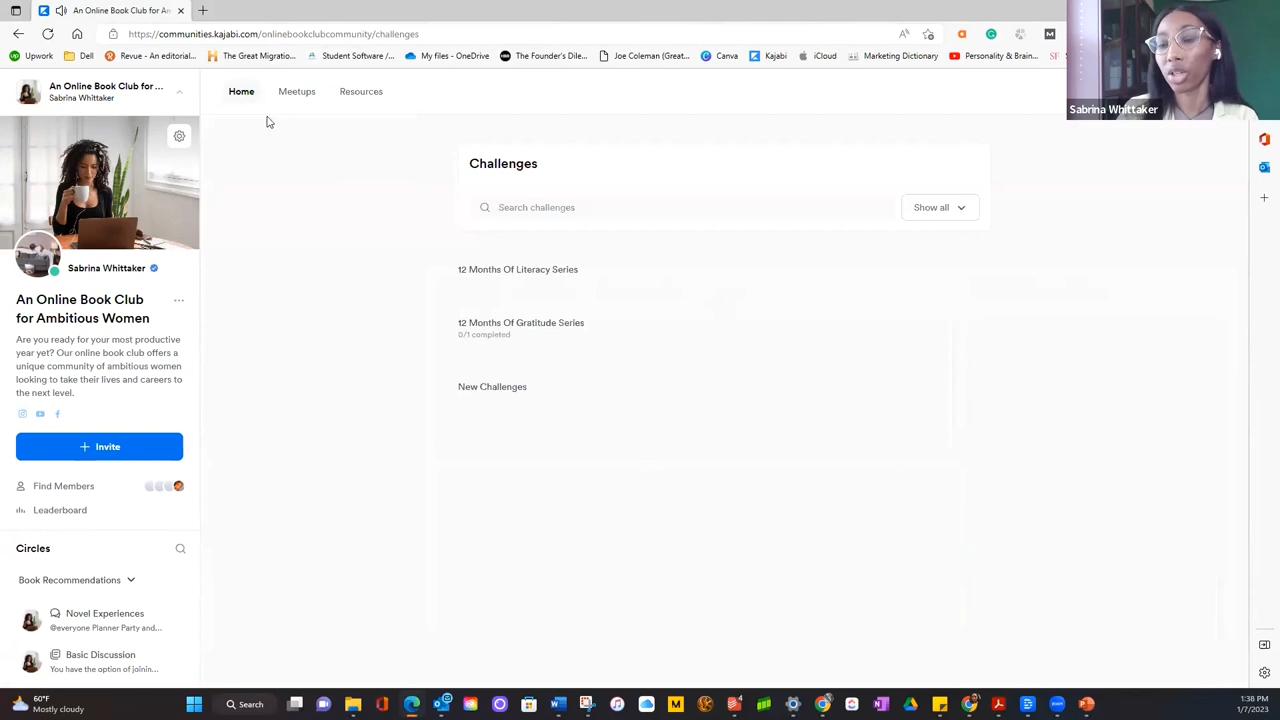 An Online Book Club for An
https://communities.kajabi.com/onlinebookclubcommunity/challenges
Upwork
Dell
Revue - An editorial...
The Great Migratio...
Student Software /...
My files - OneDrive
The Founder's Dile...
Joe Coleman (Great...
Canva
Kajabi
iCloud
Marketing Dictionary
Personality & Brain...
Sabrina Whittaker
An Online Book Club for ...
Sabrina Whittaker
Home
Meetups
Resources
Challenges
Search challenges
Show all
12 Months Of Literacy Series
12 Months Of Gratitude Series
0/1 completed
New Challenges
Sabrina Whittaker
An Online Book Club
for Ambitious Women
Are you ready for your most productive
year yet? Our online book club offers a
unique community of ambitious women
looking to take their lives and careers to
the next level.
+ Invite
Find Members
Leaderboard
Circles
Book Recommendations
Novel Experiences
@everyone Planner Party and...
Basic Discussion
You have the option of joinin...
60°F
Mostly cloudy
Search
1:38 PM
1/7/2023